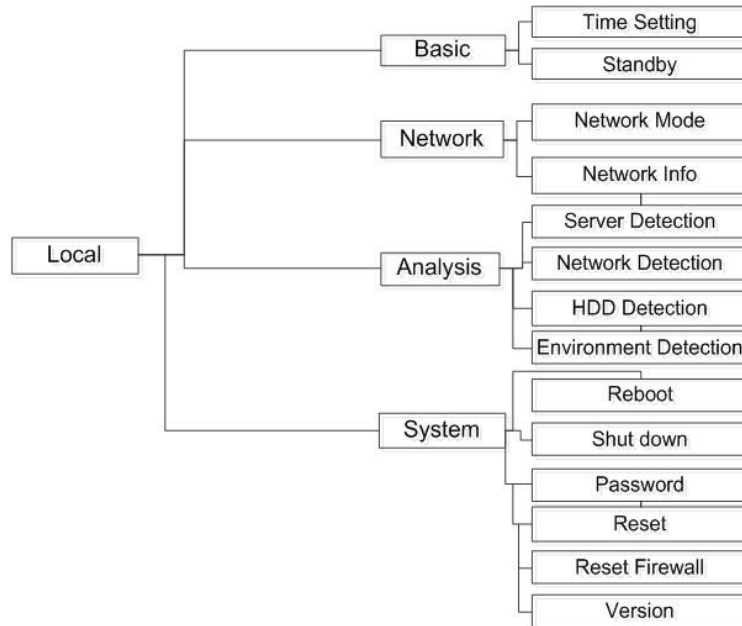 Local
Basic
Time Setting
Standby
Network
Network Mode
Network Info
Analysis
Server Detection
Network Detection
HDD Detection
Environment Detection
System
Reboot
Shut down
Password
Reset
Reset Firewall
Version